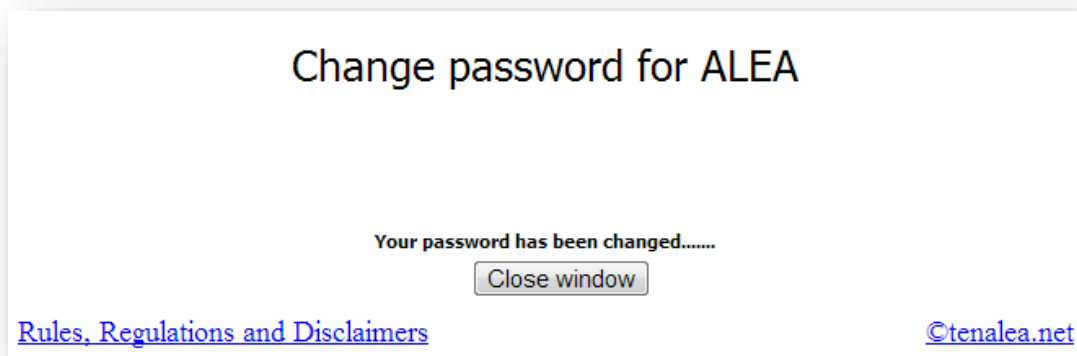 Change password for ALEA
Your password has been changed.......
Close window
Rules, Regulations and Disclaimers ©tenalea.net